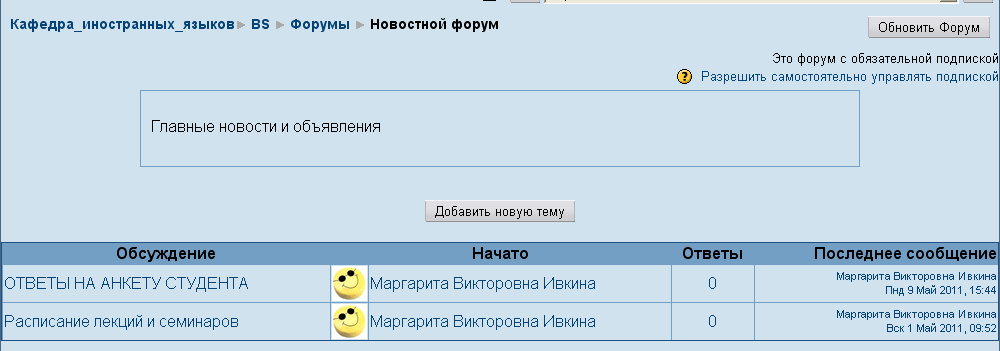 Кафедра_иностранных_языков ► BS ► Форумы ► Новостной форум
Обновить Форум
Это форум с обязательной подпиской
? Разрешить самостоятельно управлять подпиской
Главные новости и объявления
Добавить новую тему
Обсуждение Начато Ответы Последнее сообщение
ОТВЕТЫ НА АНКЕТУ СТУДЕНТА Маргарита Викторовна Ивкина 0 Маргарита Викторовна Ивкина
Пнд 9 Май 2011, 15:44
Расписание лекций и семинаров Маргарита Викторовна Ивкина 0 Маргарита Викторовна Ивкина
Вск 1 Май 2011, 09:52